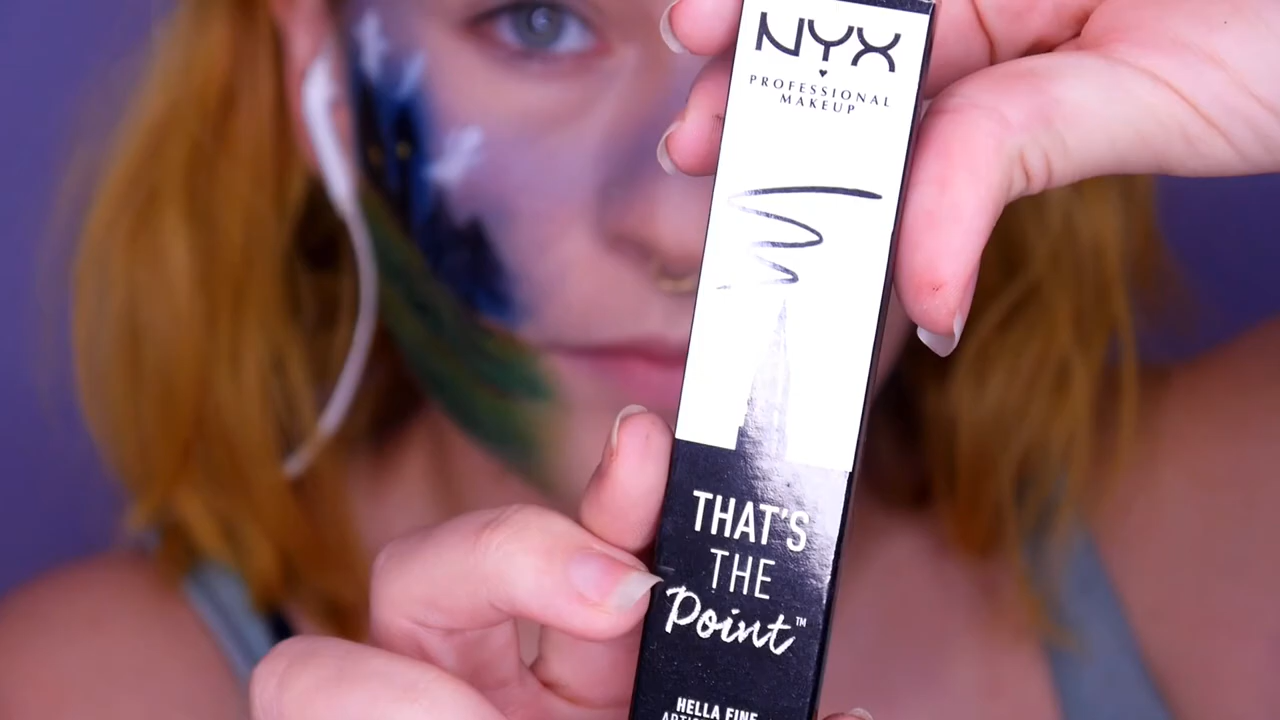 NYX
PROFESSIONAL
MAKEUP
THAT'S
THE
Point™
HELLA FINE